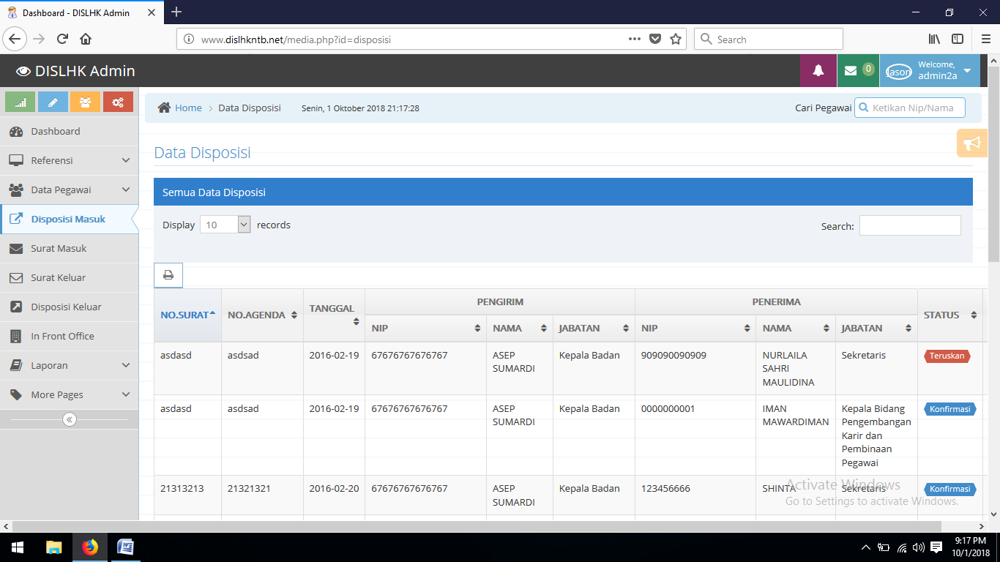 Dashboard - DISLHK Admin
www.dislhkntb.net/media.php?id=disposisi
Search
DISLHK Admin
0
Jason
Welcome,
admin2a
Home
Data Disposisi
Senin, 1 Oktober 2018 21:17:28
Cari Pegawai
Ketikan Nip/Nama
Dashboard
Referensi
Data Pegawai
Disposisi Masuk
Surat Masuk
Surat Keluar
Disposisi Keluar
In Front Office
Laporan
More Pages
Data Disposisi
Semua Data Disposisi
Display 10 records
Search:
NO.SURAT NO.AGENDA TANGGAL PENGIRIM PENERIMA STATUS
NIP NAMA JABATAN NIP NAMA JABATAN
asdasd asdsad 2016-02-19 67676767676767 ASEP Kepala Badan 909090090909 NURLAILA Sekretaris Teruskan
SUMARDI SAHRI
MAULIDINA
asdasd asdsad 2016-02-19 67676767676767 ASEP Kepala Badan 0000000001 IMAN Kepala Bidang Konfirmasi
SUMARDI MAWARDIMAN Pengembangan
Karir dan
Pembinaan
Pegawai
21313213 21321321 2016-02-20 67676767676767 ASEP Kepala Badan 123456666 SHINTA Sekretaris Konfirmasi
SUMARDI
Activate Windows
Go to Settings to activate Windows.
9:17 PM
10/1/2018